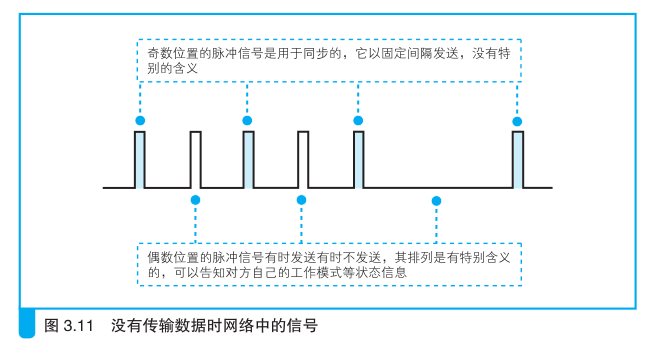 奇数位置的脉冲信号是用于同步的，它以固定间隔发送，没有特
别的含义
偶数位置的脉冲信号有时发送有时不发送，其排列是有特别含义
的，可以告知对方自己的工作模式等状态信息
图 3.11　没有传输数据时网络中的信号